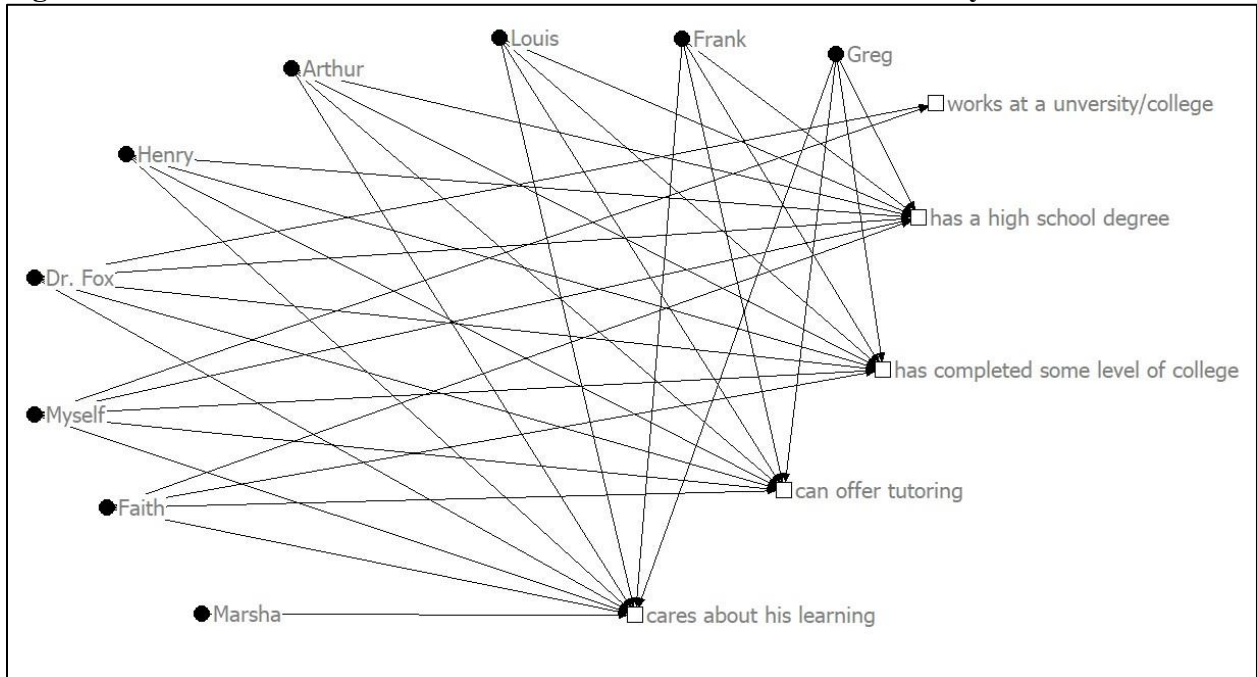 Louis
Frank
Greg
Arthur
works at a unversity/college
Henry
has a high school degree
Dr. Fox
has completed some level of college
Myself
can offer tutoring
Faith
Marsha
cares about his learning